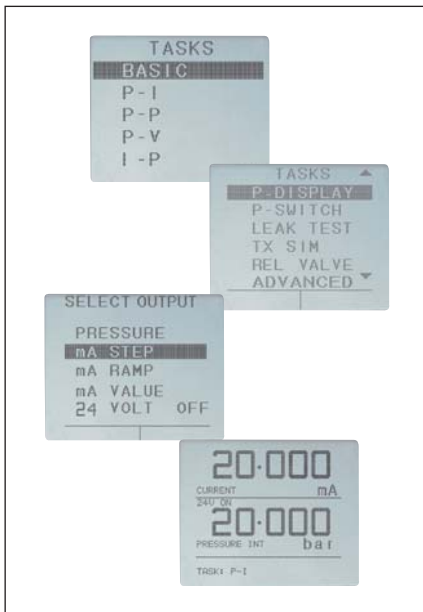 TASKS
BASIC
P-I
P-P
P-V
I-P
TASKS
P-DISPLAY
P-SWITCH
LEAK TEST
TX SIM
REL VALVE
ADVANCED
SELECT OUTPUT
PRESSURE
mA STEP
mA RAMP
mA VALUE
24 VOLT OFF
20.000
CURRENT mA
24V ON
20.000
PRESSURE INT bar
TASK: P-I